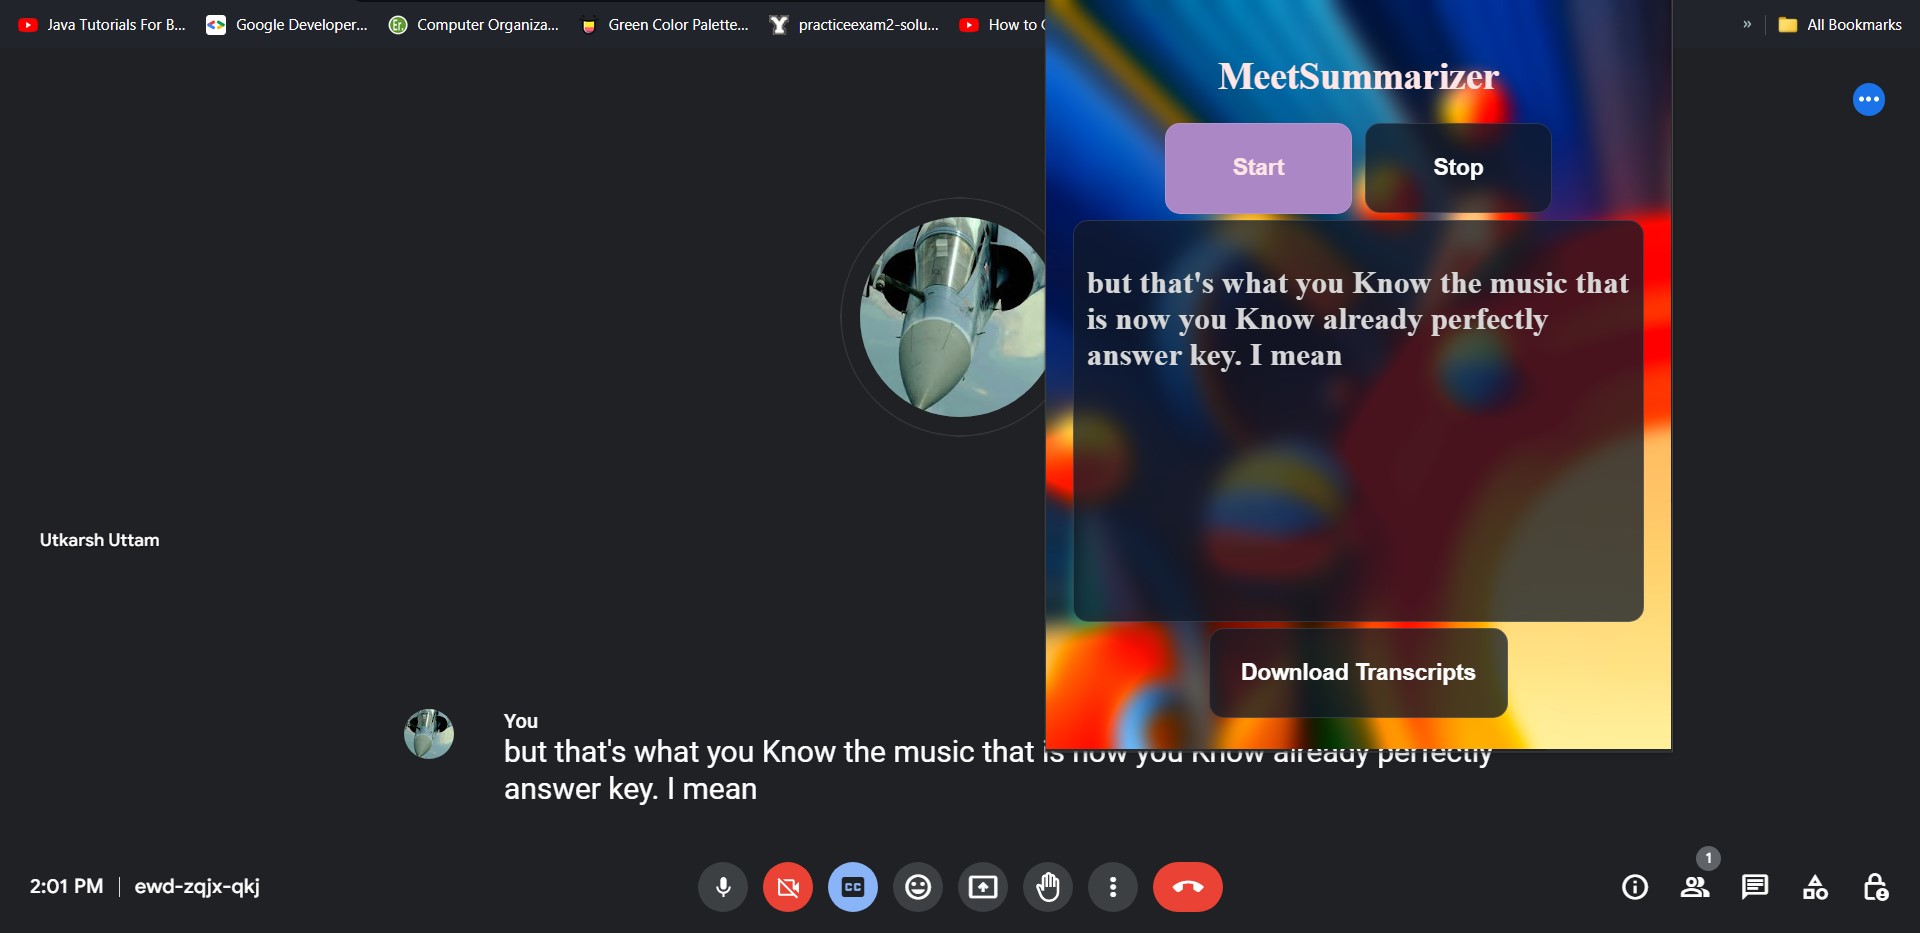 Java Tutorials For B...
Google Developer...
Er
Computer Organiza...
Green Color Palette...
practiceexam2-solu...
How to
»
All Bookmarks
MeetSummarizer
Start
Stop
but that's what you Know the music that
is now you Know already perfectly
answer key. I mean
Download Transcripts
Utkarsh Uttam
You
but that's what you Know the music that is now you Know already perfectly
answer key. I mean
2:01 PM
ewd-zqjx-qkj
CC
1